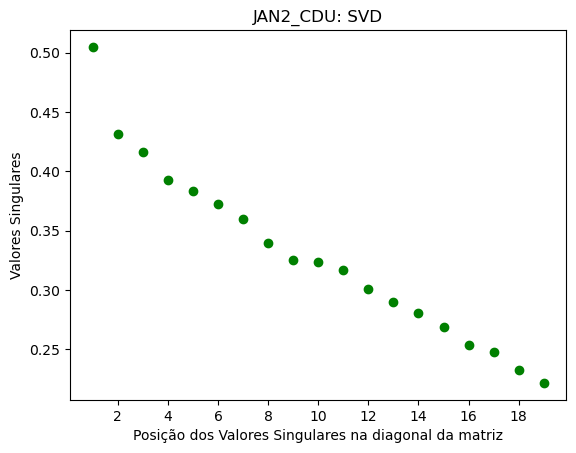 JAN2_CDU: SVD
Valores Singulares
0.50
0.45
0.40
0.35
0.30
0.25
2 4 6 8 10 12 14 16 18
Posição dos Valores Singulares na diagonal da matriz